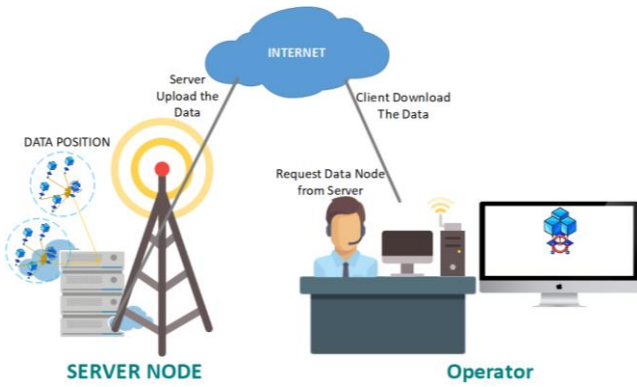 INTERNET
Server
Upload the
Data
Client Download
The Data
DATA POSITION
Request Data Node
from Server
SERVER NODE
Operator